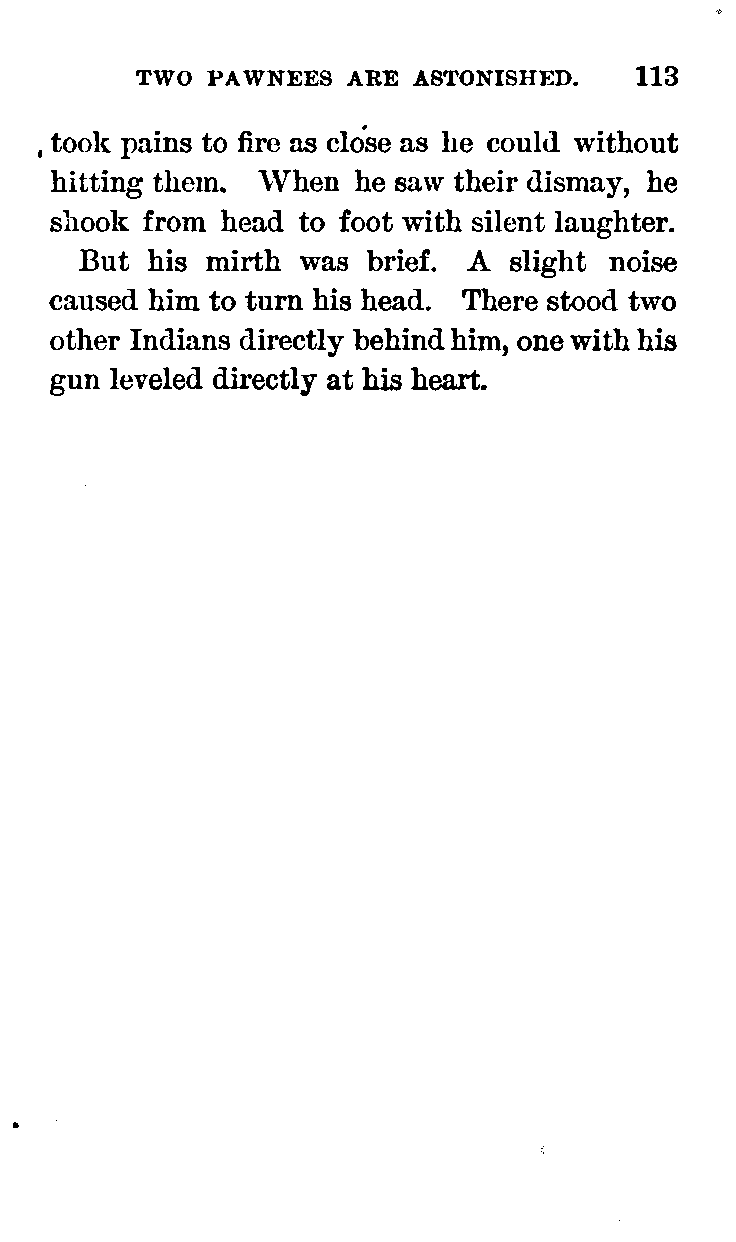 TWO PAWNEES ARE ASTONISHED. 113
took pains to fire as close as he could without
hitting them. When he saw their dismay, he
shook from head to foot with silent laughter.
But his mirth was brief. A slight noise
caused him to turn his head. There stood two
other Indians directly behind him, one with his
gun leveled directly at his heart.